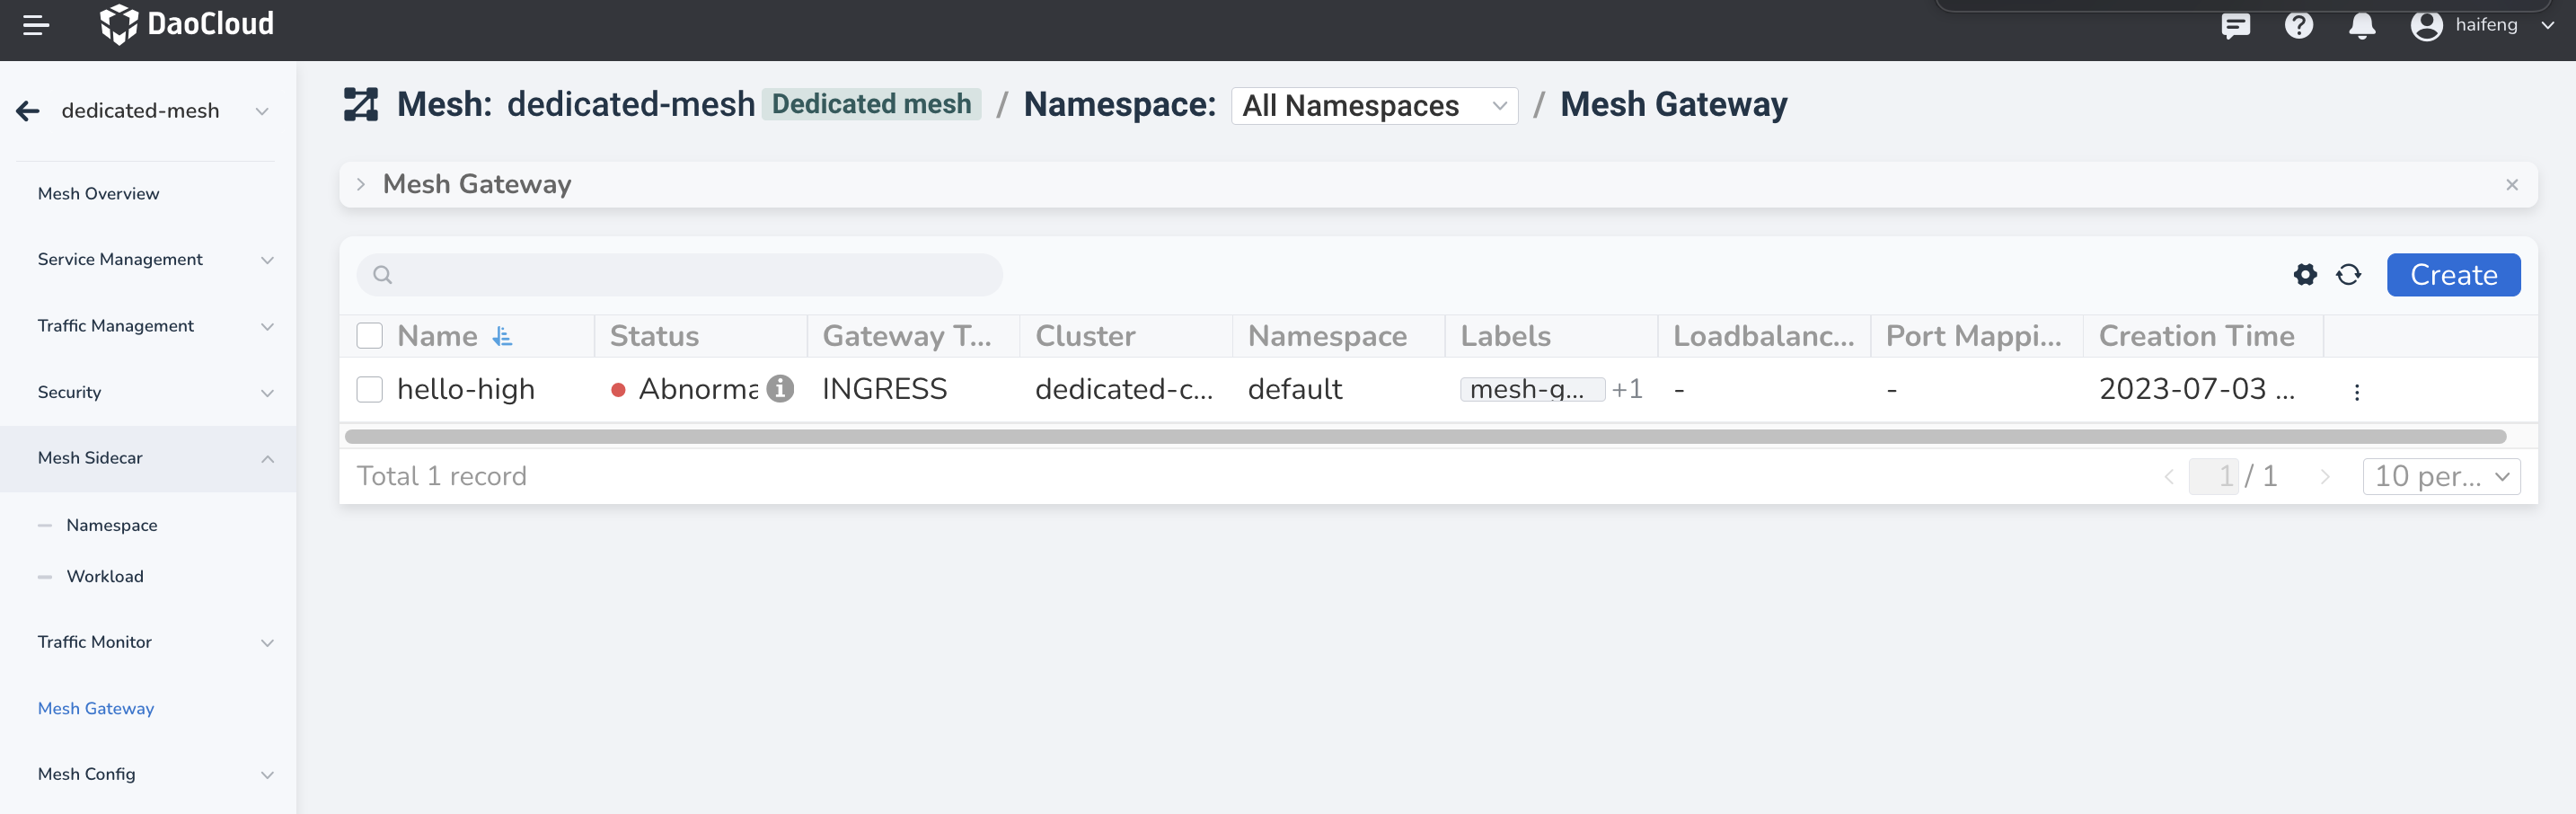 DaoCloud
haifeng
dedicated-mesh
Mesh: dedicated-mesh Dedicated mesh / Namespace: All Namespaces / Mesh Gateway
Mesh Overview
Service Management
Traffic Management
Security
Mesh Sidecar
Namespace
Workload
Traffic Monitor
Mesh Gateway
Mesh Config
Mesh Gateway
Create
Name Status Gateway T... Cluster Namespace Labels Loadbalanc... Port Mappi... Creation Time
hello-high Abnorma INGRESS dedicated-c... default mesh-g... +1 - - 2023-07-03 ...
Total 1 record 1 / 1 10 per...